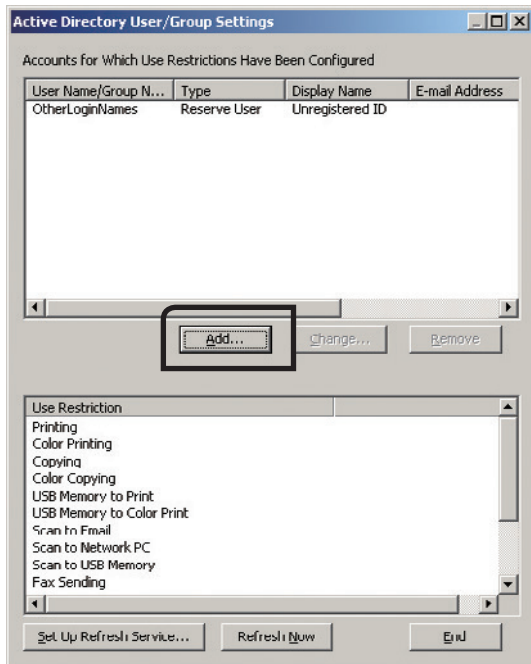 Active Directory User/Group Settings
Accounts for Which Use Restrictions Have Been Configured
User Name/Group N... Type Display Name E-mail Address
OtherLoginNames Reserve User Unregistered ID
Add... Change... Remove
Use Restriction
Printing
Color Printing
Copying
Color Copying
USB Memory to Print
USB Memory to Color Print
Scan to Email
Scan to Network PC
Scan to USB Memory
Fax Sending
Set Up Refresh Service... Refresh Now End